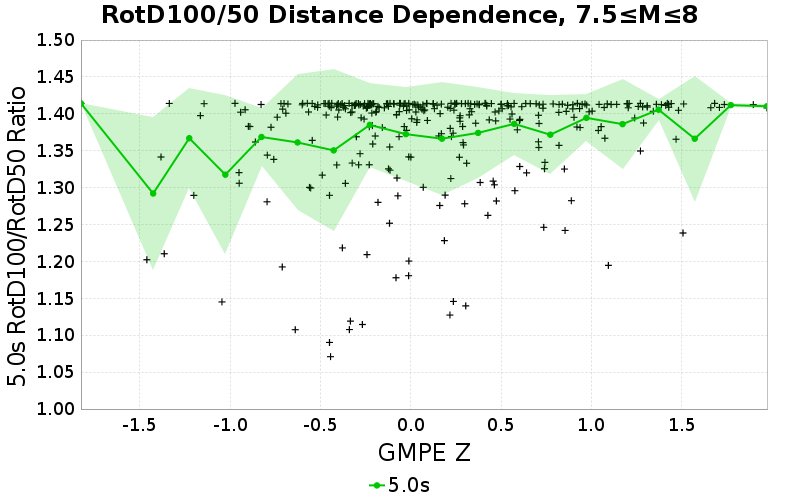 RotD100/50 Distance Dependence, 7.5≤M≤8
5.0s RotD100/RotD50 Ratio
1.50
1.45
1.40
1.35
1.30
1.25
1.20
1.15
1.10
1.05
1.00
-1.5 -1.0 -0.5 0.0 0.5 1.0 1.5
GMPE Z
5.0s